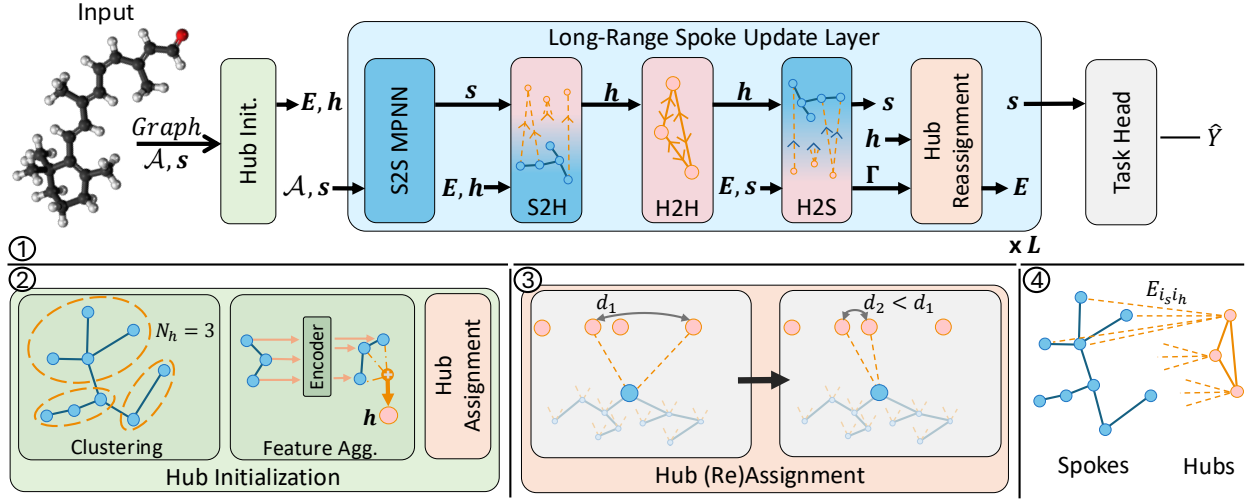 Input
Graph
𝒜, s
Hub Init.
E, h
𝒜, s
Long-Range Spoke Update Layer
S2S MPNN
s
E, h
S2H
h
H2H
h
E, s
H2S
s
h
Γ
Hub
Reassignment
E
s
x L
Task Head
Ŷ
①
②
N_h = 3
Clustering
Encoder
h
Feature Agg.
Hub
Assignment
Hub Initialization
③
d_1
d_2 < d_1
Hub (Re)Assignment
④
E_{i_s i_h}
Spokes
Hubs